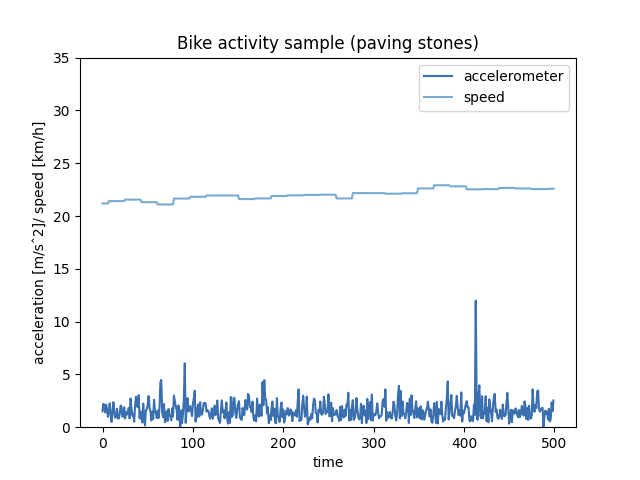 Bike activity sample (paving stones)
accelerometer
speed
acceleration [m/sˆ2]/ speed [km/h]
35
30
25
20
15
10
5
0
0 100 200 300 400 500
time